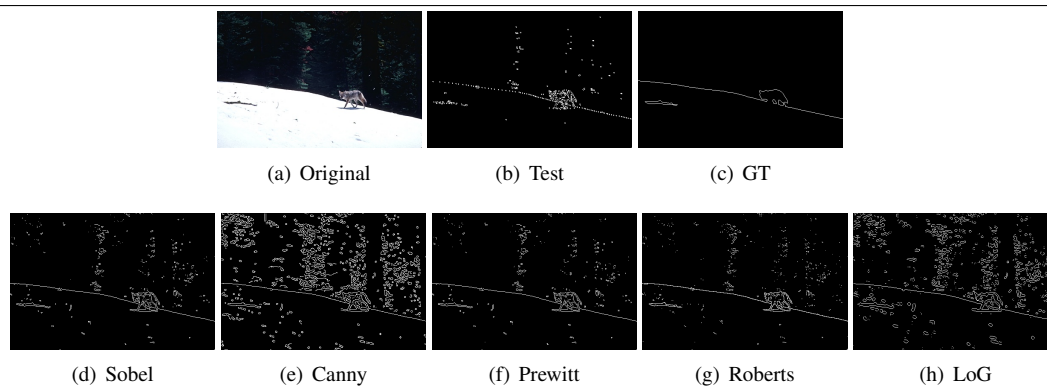 (a) Original (b) Test (c) GT
(d) Sobel (e) Canny (f) Prewitt (g) Roberts (h) LoG